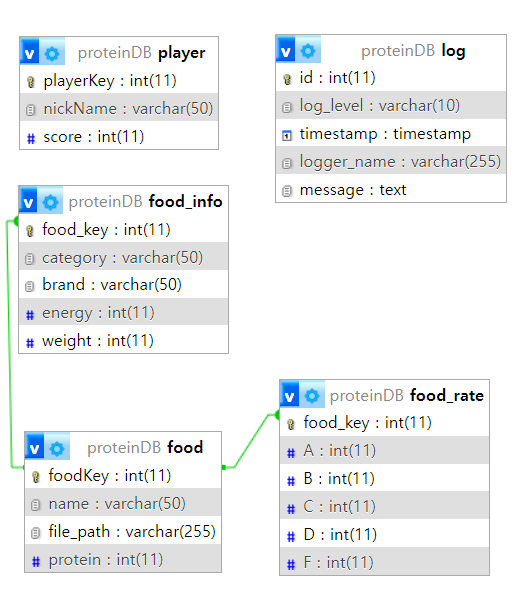 v proteinDB player
playerKey : int(11)
nickName : varchar(50)
# score : int(11)
v proteinDB log
id : int(11)
log_level : varchar(10)
timestamp : timestamp
logger_name : varchar(255)
message : text
v proteinDB food_info
food_key : int(11)
category : varchar(50)
brand : varchar(50)
# energy : int(11)
# weight : int(11)
v proteinDB food_rate
food_key : int(11)
# A : int(11)
# B : int(11)
# C : int(11)
# D : int(11)
# F : int(11)
v proteinDB food
foodKey : int(11)
name : varchar(50)
file_path : varchar(255)
# protein : int(11)